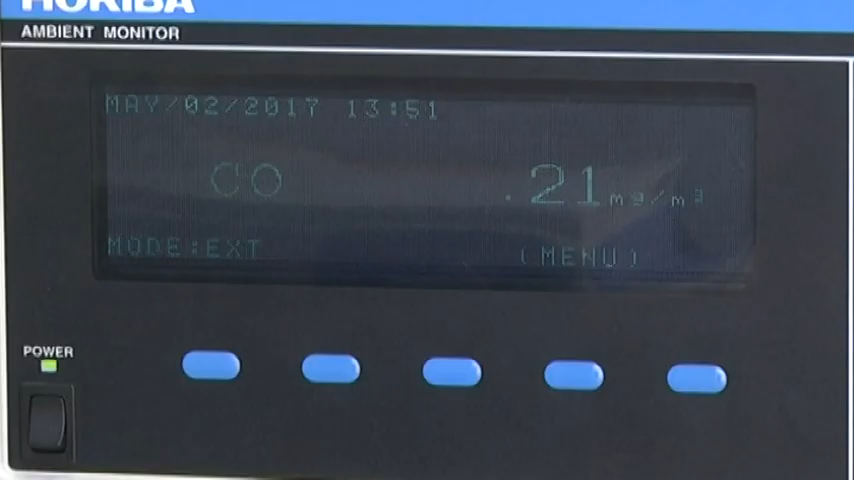 HORIBA
AMBIENT MONITOR
MAY/02/2017 13:51
CO .21mg/m³
MODE:EXT (MENU)
POWER